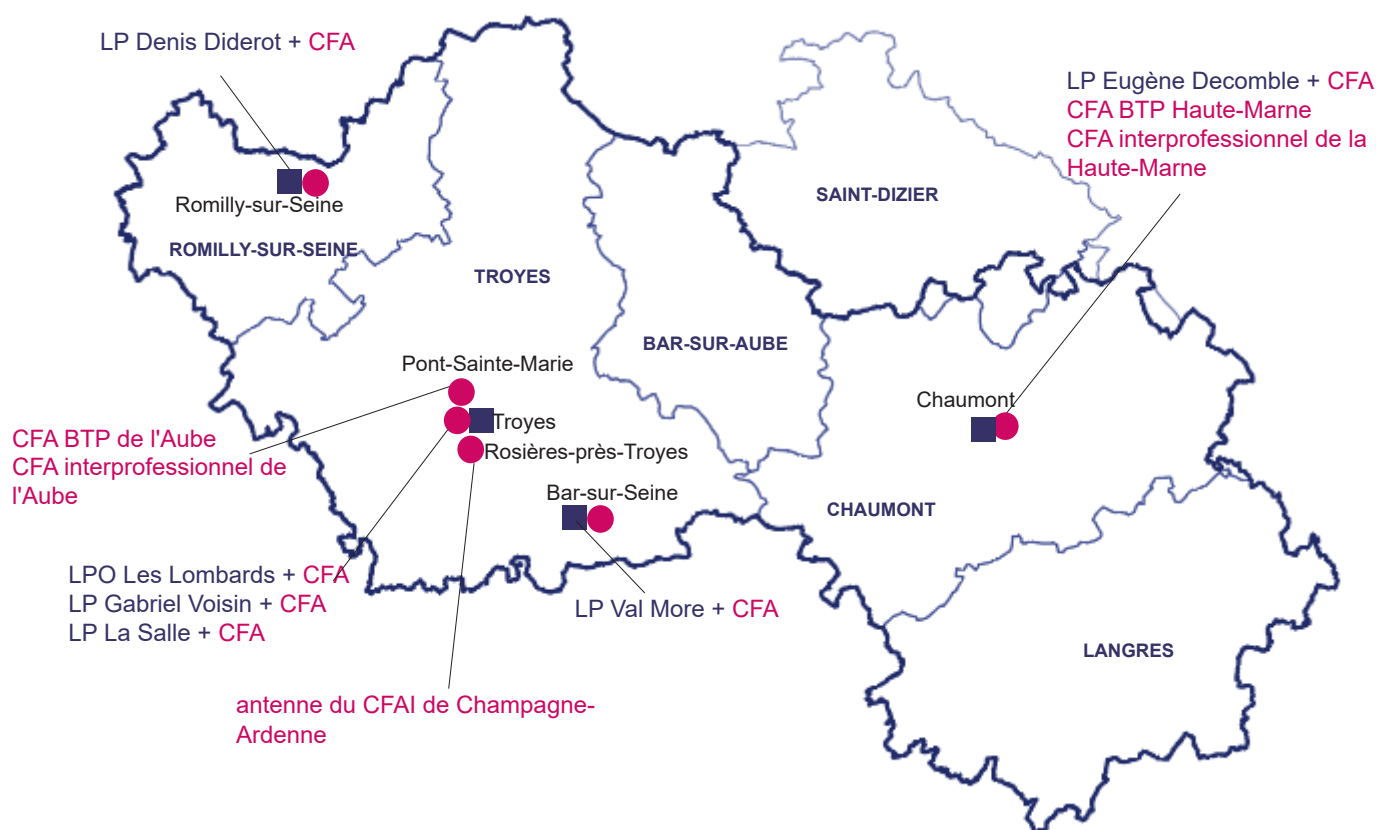 LP Denis Diderot + CFA
LP Eugène Decomble + CFA
CFA BTP Haute-Marne
CFA interprofessionnel de la
Haute-Marne
Romilly-sur-Seine
ROMILLY-SUR-SEINE
SAINT-DIZIER
TROYES
BAR-SUR-AUBE
Pont-Sainte-Marie
Troyes
Rosières-près-Troyes
Chaumont
CFA BTP de l'Aube
CFA interprofessionnel de
l'Aube
Bar-sur-Seine
CHAUMONT
LPO Les Lombards + CFA
LP Gabriel Voisin + CFA
LP La Salle + CFA
LP Val More + CFA
LANGRES
antenne du CFAI de Champagne-
Ardenne